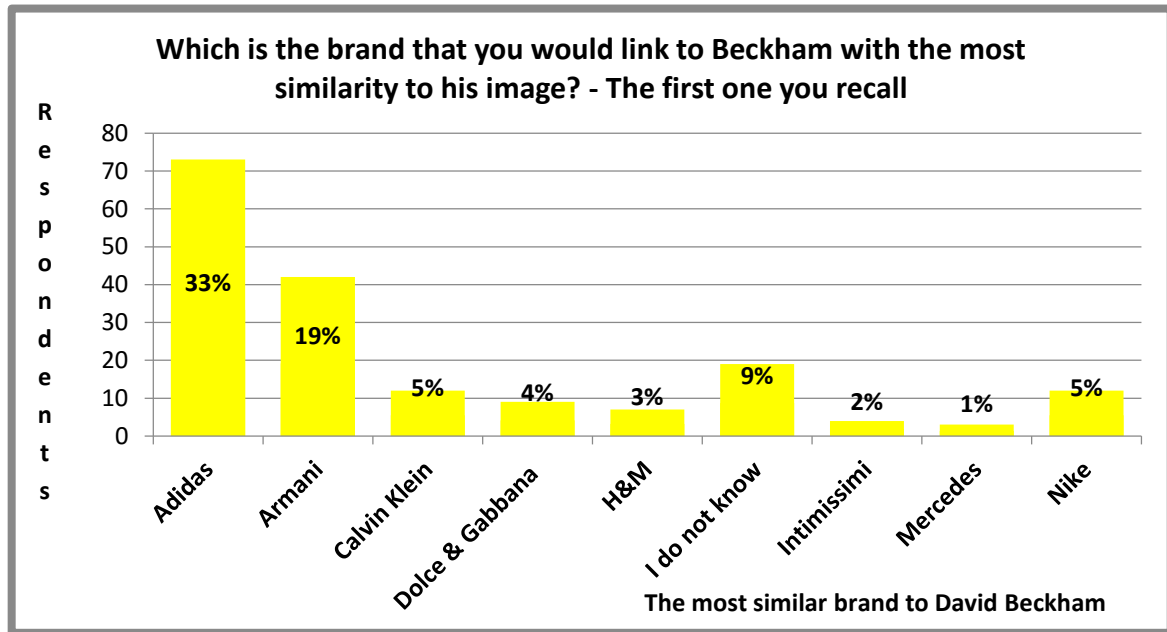 Which is the brand that you would link to Beckham with the most
similarity to his image? - The first one you recall
Respondents
80
70
60
50
40
30
20
10
0
33%
19%
5%
4%
3%
9%
2%
1%
5%
Adidas
Armani
Calvin Klein
Dolce & Gabbana
H&M
I do not know
Intimissimi
Mercedes
Nike
The most similar brand to David Beckham